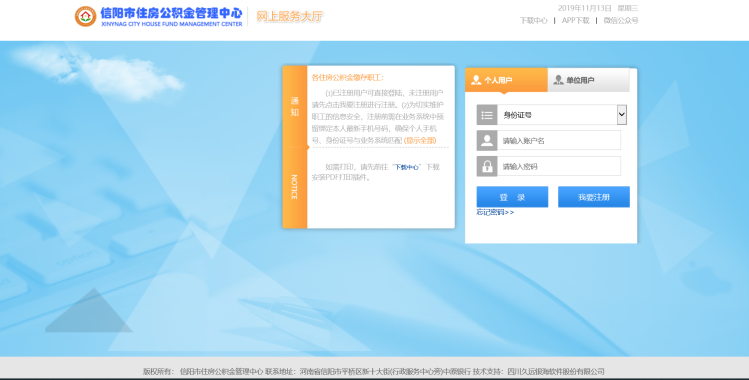 信阳市住房公积金管理中心
XINYNAG CITY HOUSE FUND MANAGEMENT CENTER
网上服务大厅
2019年11月13日 星期三
下载中心 | APP下载 | 微信公众号
通知
NOTICE
各住房公积金缴存职工：
(1)已注册用户可直接登陆，未注册用户
请先点击我要注册进行注册。(2)为切实维护
职工的信息安全，注册前需在业务系统中预
留绑定本人最新手机号码，确保个人手机
号、身份证号与业务系统匹配 (显示全部)
如需打印，请先前往“下载中心”下载
安装PDF打印插件。
个人用户
单位用户
身份证号
请输入账户名
请输入密码
登 录
我要注册
忘记密码>>
版权所有： 信阳市住房公积金管理中心 联系地址：河南省信阳市平桥区新十大街(行政服务中心旁)中原银行 技术支持：四川久远银海软件股份有限公司